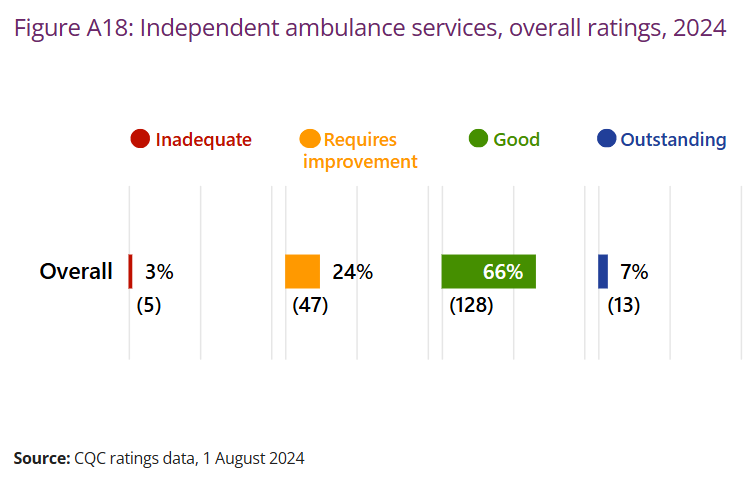 Figure A18: Independent ambulance services, overall ratings, 2024
Inadequate
Requires
improvement
Good
Outstanding
Overall
3%
24%
66%
7%
(5)
(47)
(128)
(13)
Source: CQC ratings data, 1 August 2024